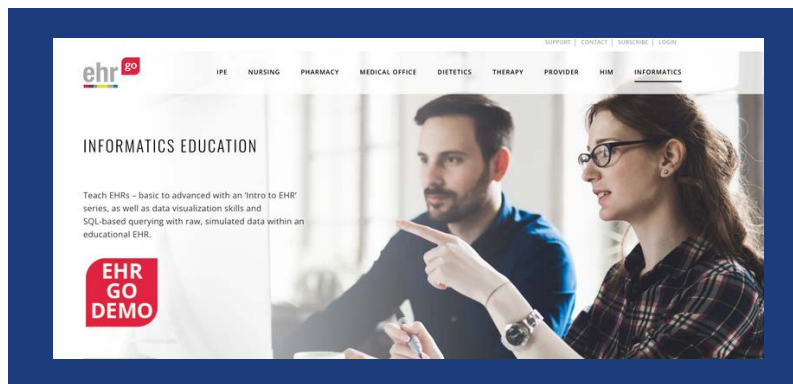 SUPPORT | CONTACT | SUBSCRIBE | LOGIN
ehr go
IPE NURSING PHARMACY MEDICAL OFFICE DIETETICS THERAPY PROVIDER HIM INFORMATICS
INFORMATICS EDUCATION
Teach EHRs – basic to advanced with an 'Intro to EHR'
series, as well as data visualization skills and
SQL-based querying with raw, simulated data within an
educational EHR.
EHR
GO
DEMO